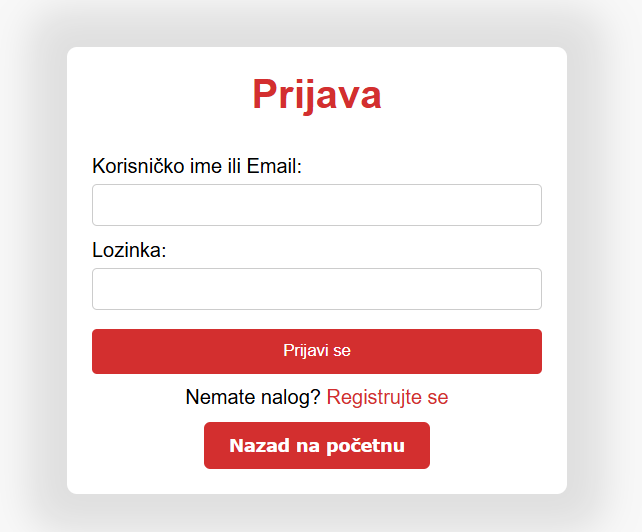 Prijava
Korisničko ime ili Email:
Lozinka:
Prijavi se
Nemate nalog? Registrujte se
Nazad na početnu